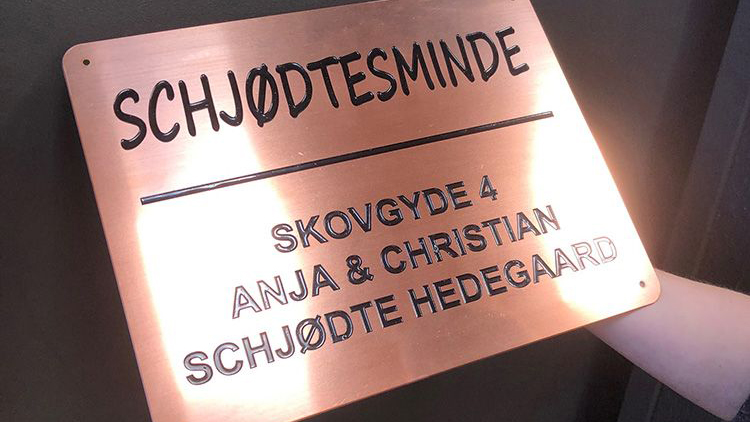 SCHJØDTESMINDE
SKOVGYDE 4
ANJA & CHRISTIAN
SCHJØDTE HEDEGAARD